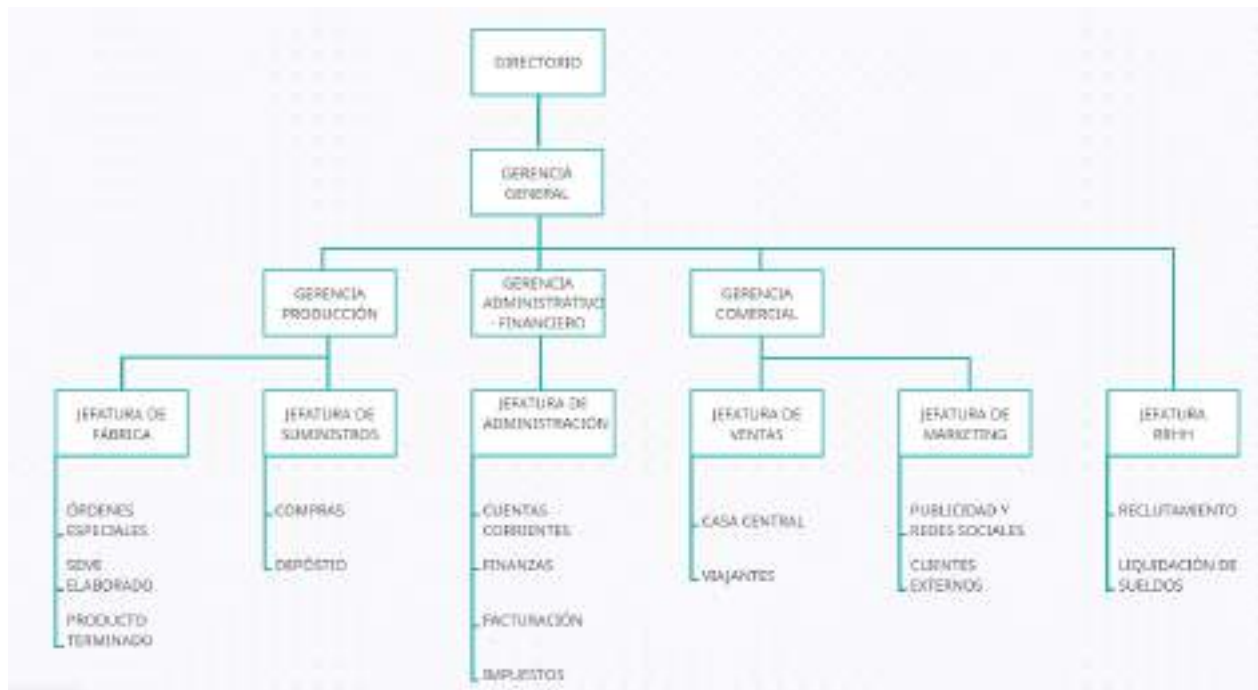 DIRECTORIO
GERENCIA
GENERAL
GERENCIA
PRODUCCIÓN
GERENCIA
ADMINISTRATIVO
- FINANCIERO
GERENCIA
COMERCIAL
JEFATURA DE
FÁBRICA
JEFATURA DE
SUMINISTROS
JEFATURA DE
ADMINISTRACIÓN
JEFATURA DE
VENTAS
JEFATURA DE
MARKETING
JEFATURA
RRHH
ÓRDENES
ESPECIALES
ELABORADO
PRODUCTO
TERMINADO
COMPRAS
DEPÓSTIO
CUENTAS
CORRIENTES
FINANZAS
FACTURACIÓN
IMPUESTOS
CASA CENTRAL
VIAJANTES
PUBLICIDAD Y
REDES SOCIALES
CLIENTES
EXTERNOS
RECLUTAMIENTO
LIQUIDACIÓN DE
SUELDOS